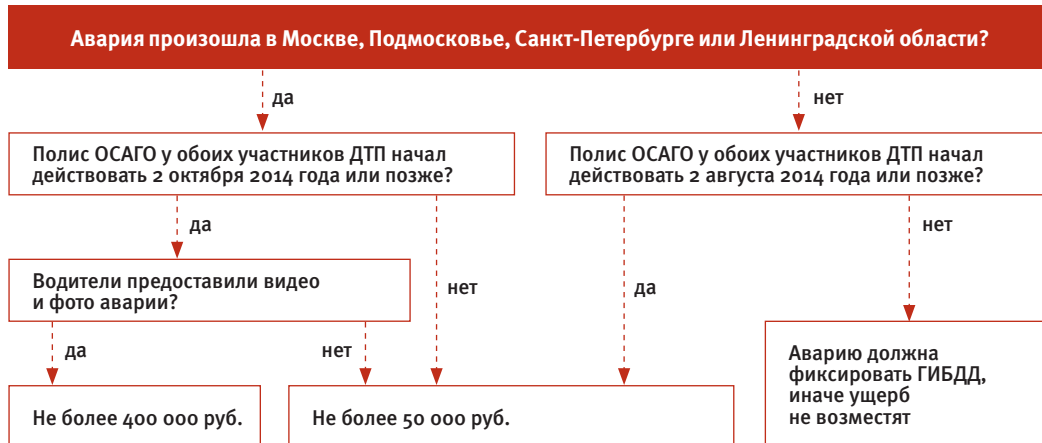 Авария произошла в Москве, Подмосковье, Санкт-Петербурге или Ленинградской области?
да
нет
Полис ОСАГО у обоих участников ДТП начал
действовать 2 октября 2014 года или позже?
Полис ОСАГО у обоих участников ДТП начал
действовать 2 августа 2014 года или позже?
да
нет
Водители предоставили видео
и фото аварии?
нет
да
да
нет
Аварию должна
фиксировать ГИБДД,
иначе ущерб
не возместят
Не более 400 000 руб.
Не более 50 000 руб.